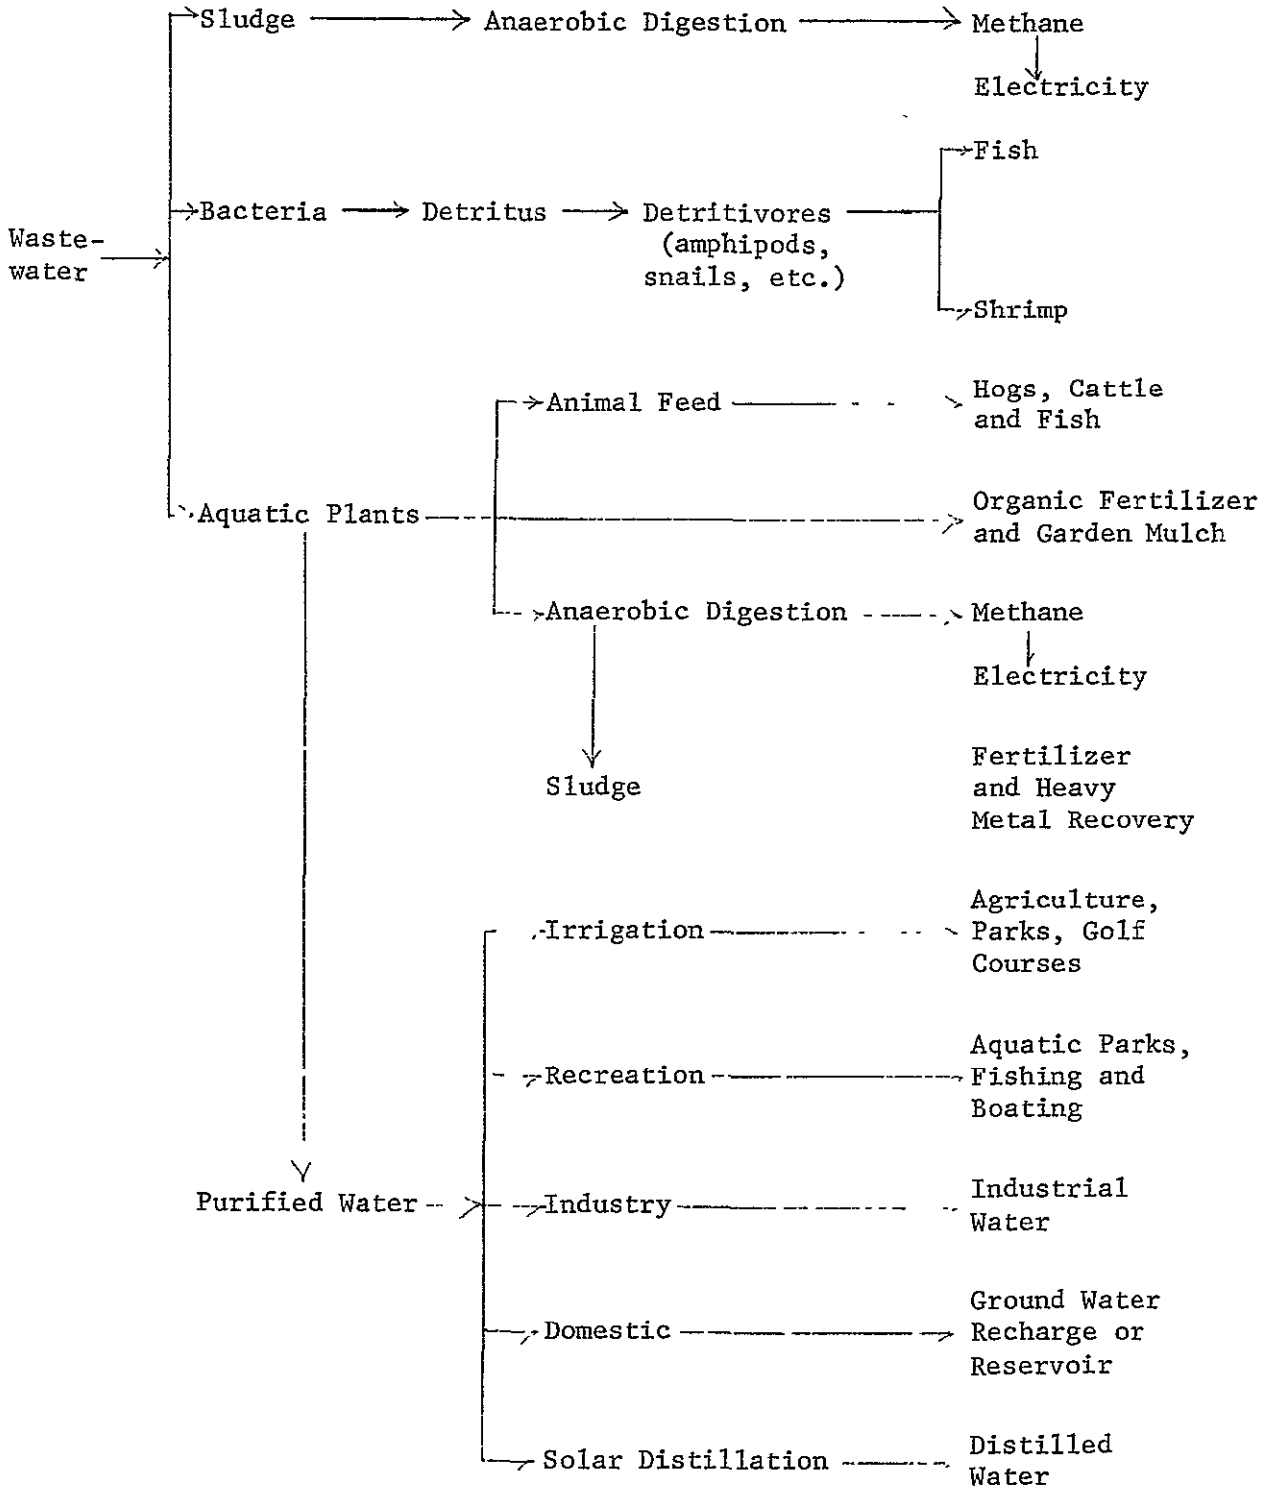 Sludge
Anaerobic Digestion
Methane
Electricity
Fish
Bacteria
Detritus
Detritivores
(amphipods,
snails, etc.)
Waste-
water
Shrimp
Animal Feed
Hogs, Cattle
and Fish
Aquatic Plants
Organic Fertilizer
and Garden Mulch
Anaerobic Digestion
Methane
Electricity
Sludge
Fertilizer
and Heavy
Metal Recovery
Irrigation
Agriculture,
Parks, Golf
Courses
Recreation
Aquatic Parks,
Fishing and
Boating
Purified Water
Industry
Industrial
Water
Domestic
Ground Water
Recharge or
Reservoir
Solar Distillation
Distilled
Water